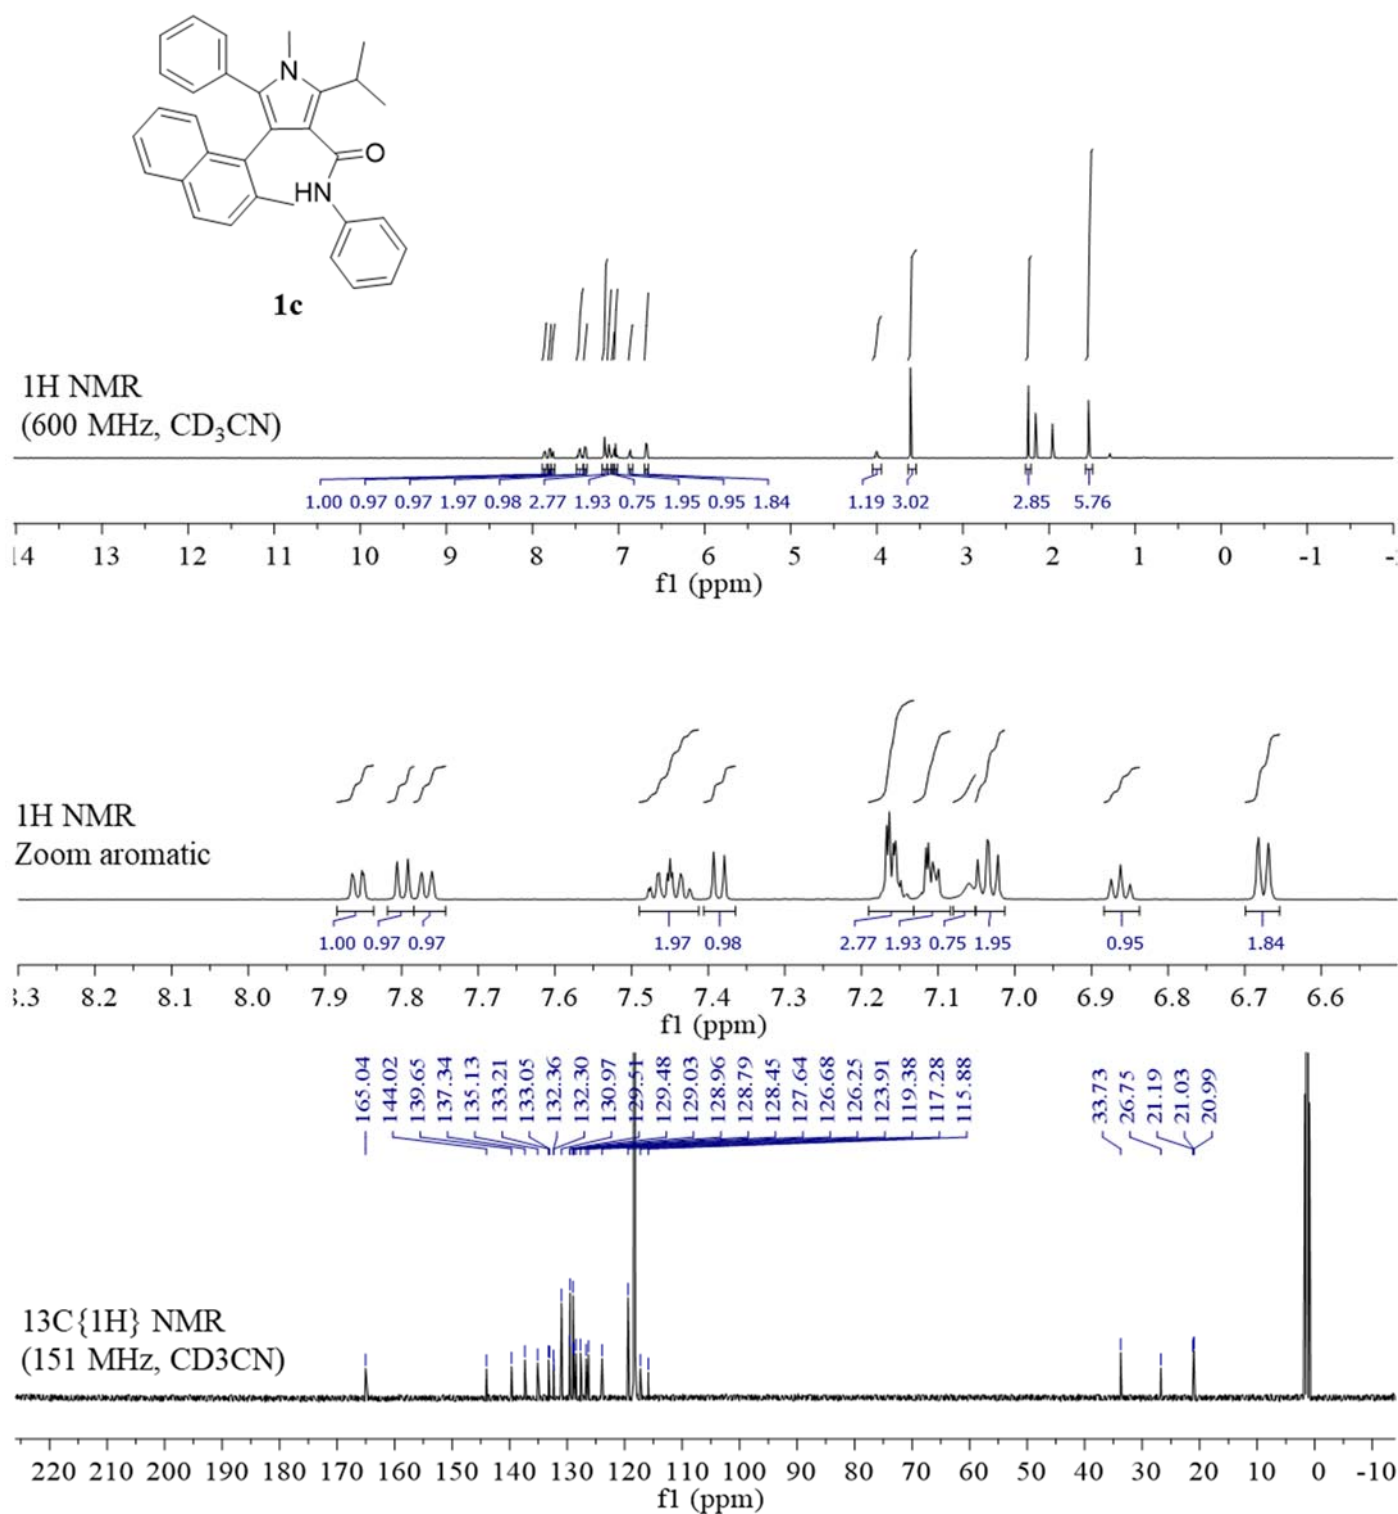 N
O
HN
1c
1H NMR
(600 MHz, CD3CN)
1.00 0.97 0.97 1.97 0.98 2.77 1.93 0.75 1.95 0.95 1.84 1.19 3.02 2.85 5.76
14 13 12 11 10 9 8 7 6 5 4 3 2 1 0 -1 -
f1 (ppm)
1H NMR
Zoom aromatic
1.00 0.97 0.97 1.97 0.98 2.77 1.93 0.75 1.95 0.95 1.84
8.3 8.2 8.1 8.0 7.9 7.8 7.7 7.6 7.5 7.4 7.3 7.2 7.1 7.0 6.9 6.8 6.7 6.6
f1 (ppm)
165.04 144.02 139.65 137.34 135.13 133.21 133.05 132.36 132.30 130.97 129.51 129.48 129.03 128.96 128.79 128.45 127.64 126.68 126.25 123.91 119.38 117.28 115.88 33.73 26.75 21.19 21.03 20.99
13C{1H} NMR
(151 MHz, CD3CN)
220 210 200 190 180 170 160 150 140 130 120 110 100 90 80 70 60 50 40 30 20 10 0 -10
f1 (ppm)